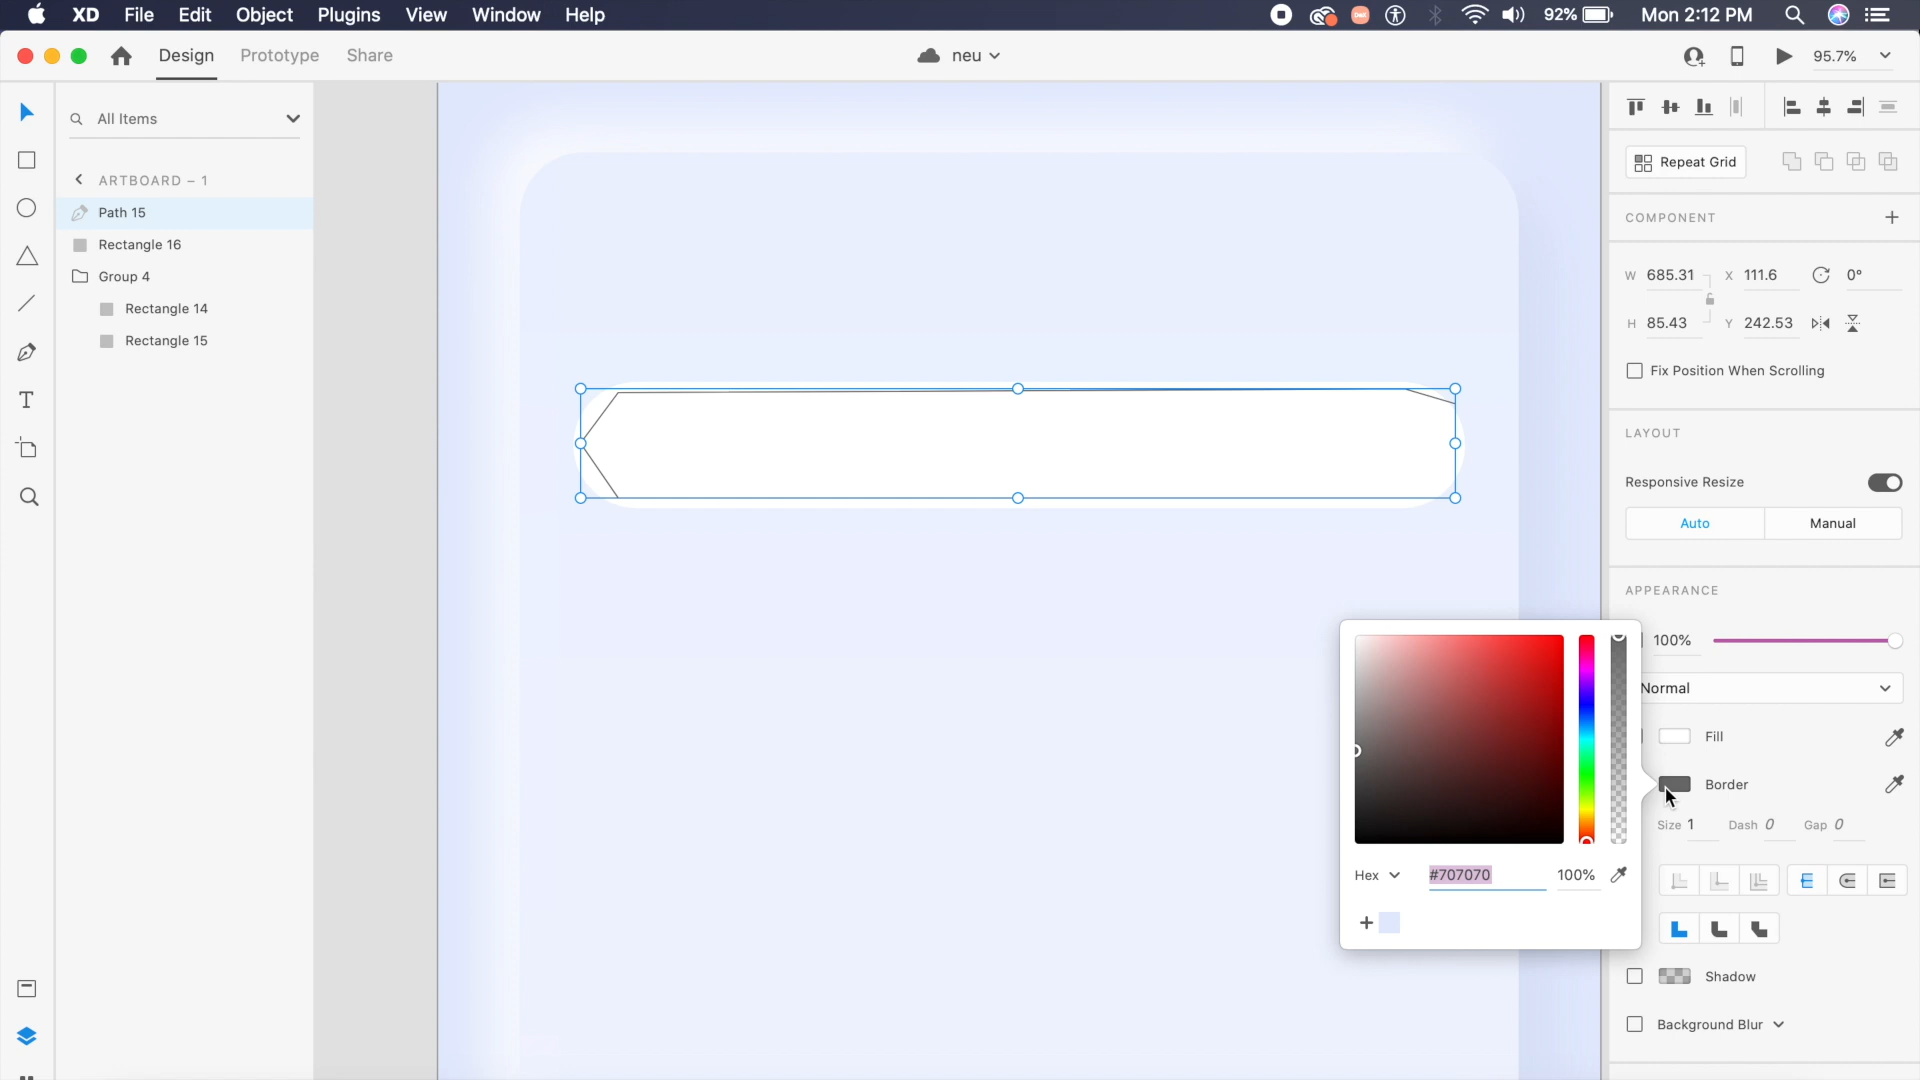 XD File Edit Object Plugins View Window Help
92% Mon 2:12 PM
Design Prototype Share
neu
95.7%
All Items
ARTBOARD – 1
Path 15
Rectangle 16
Group 4
Rectangle 14
Rectangle 15
Repeat Grid
COMPONENT
W 685.31 X 111.6 0°
H 85.43 Y 242.53
Fix Position When Scrolling
LAYOUT
Responsive Resize
Auto Manual
APPEARANCE
100%
Normal
Fill
Border
Size 1 Dash 0 Gap 0
Hex #707070 100%
Shadow
Background Blur